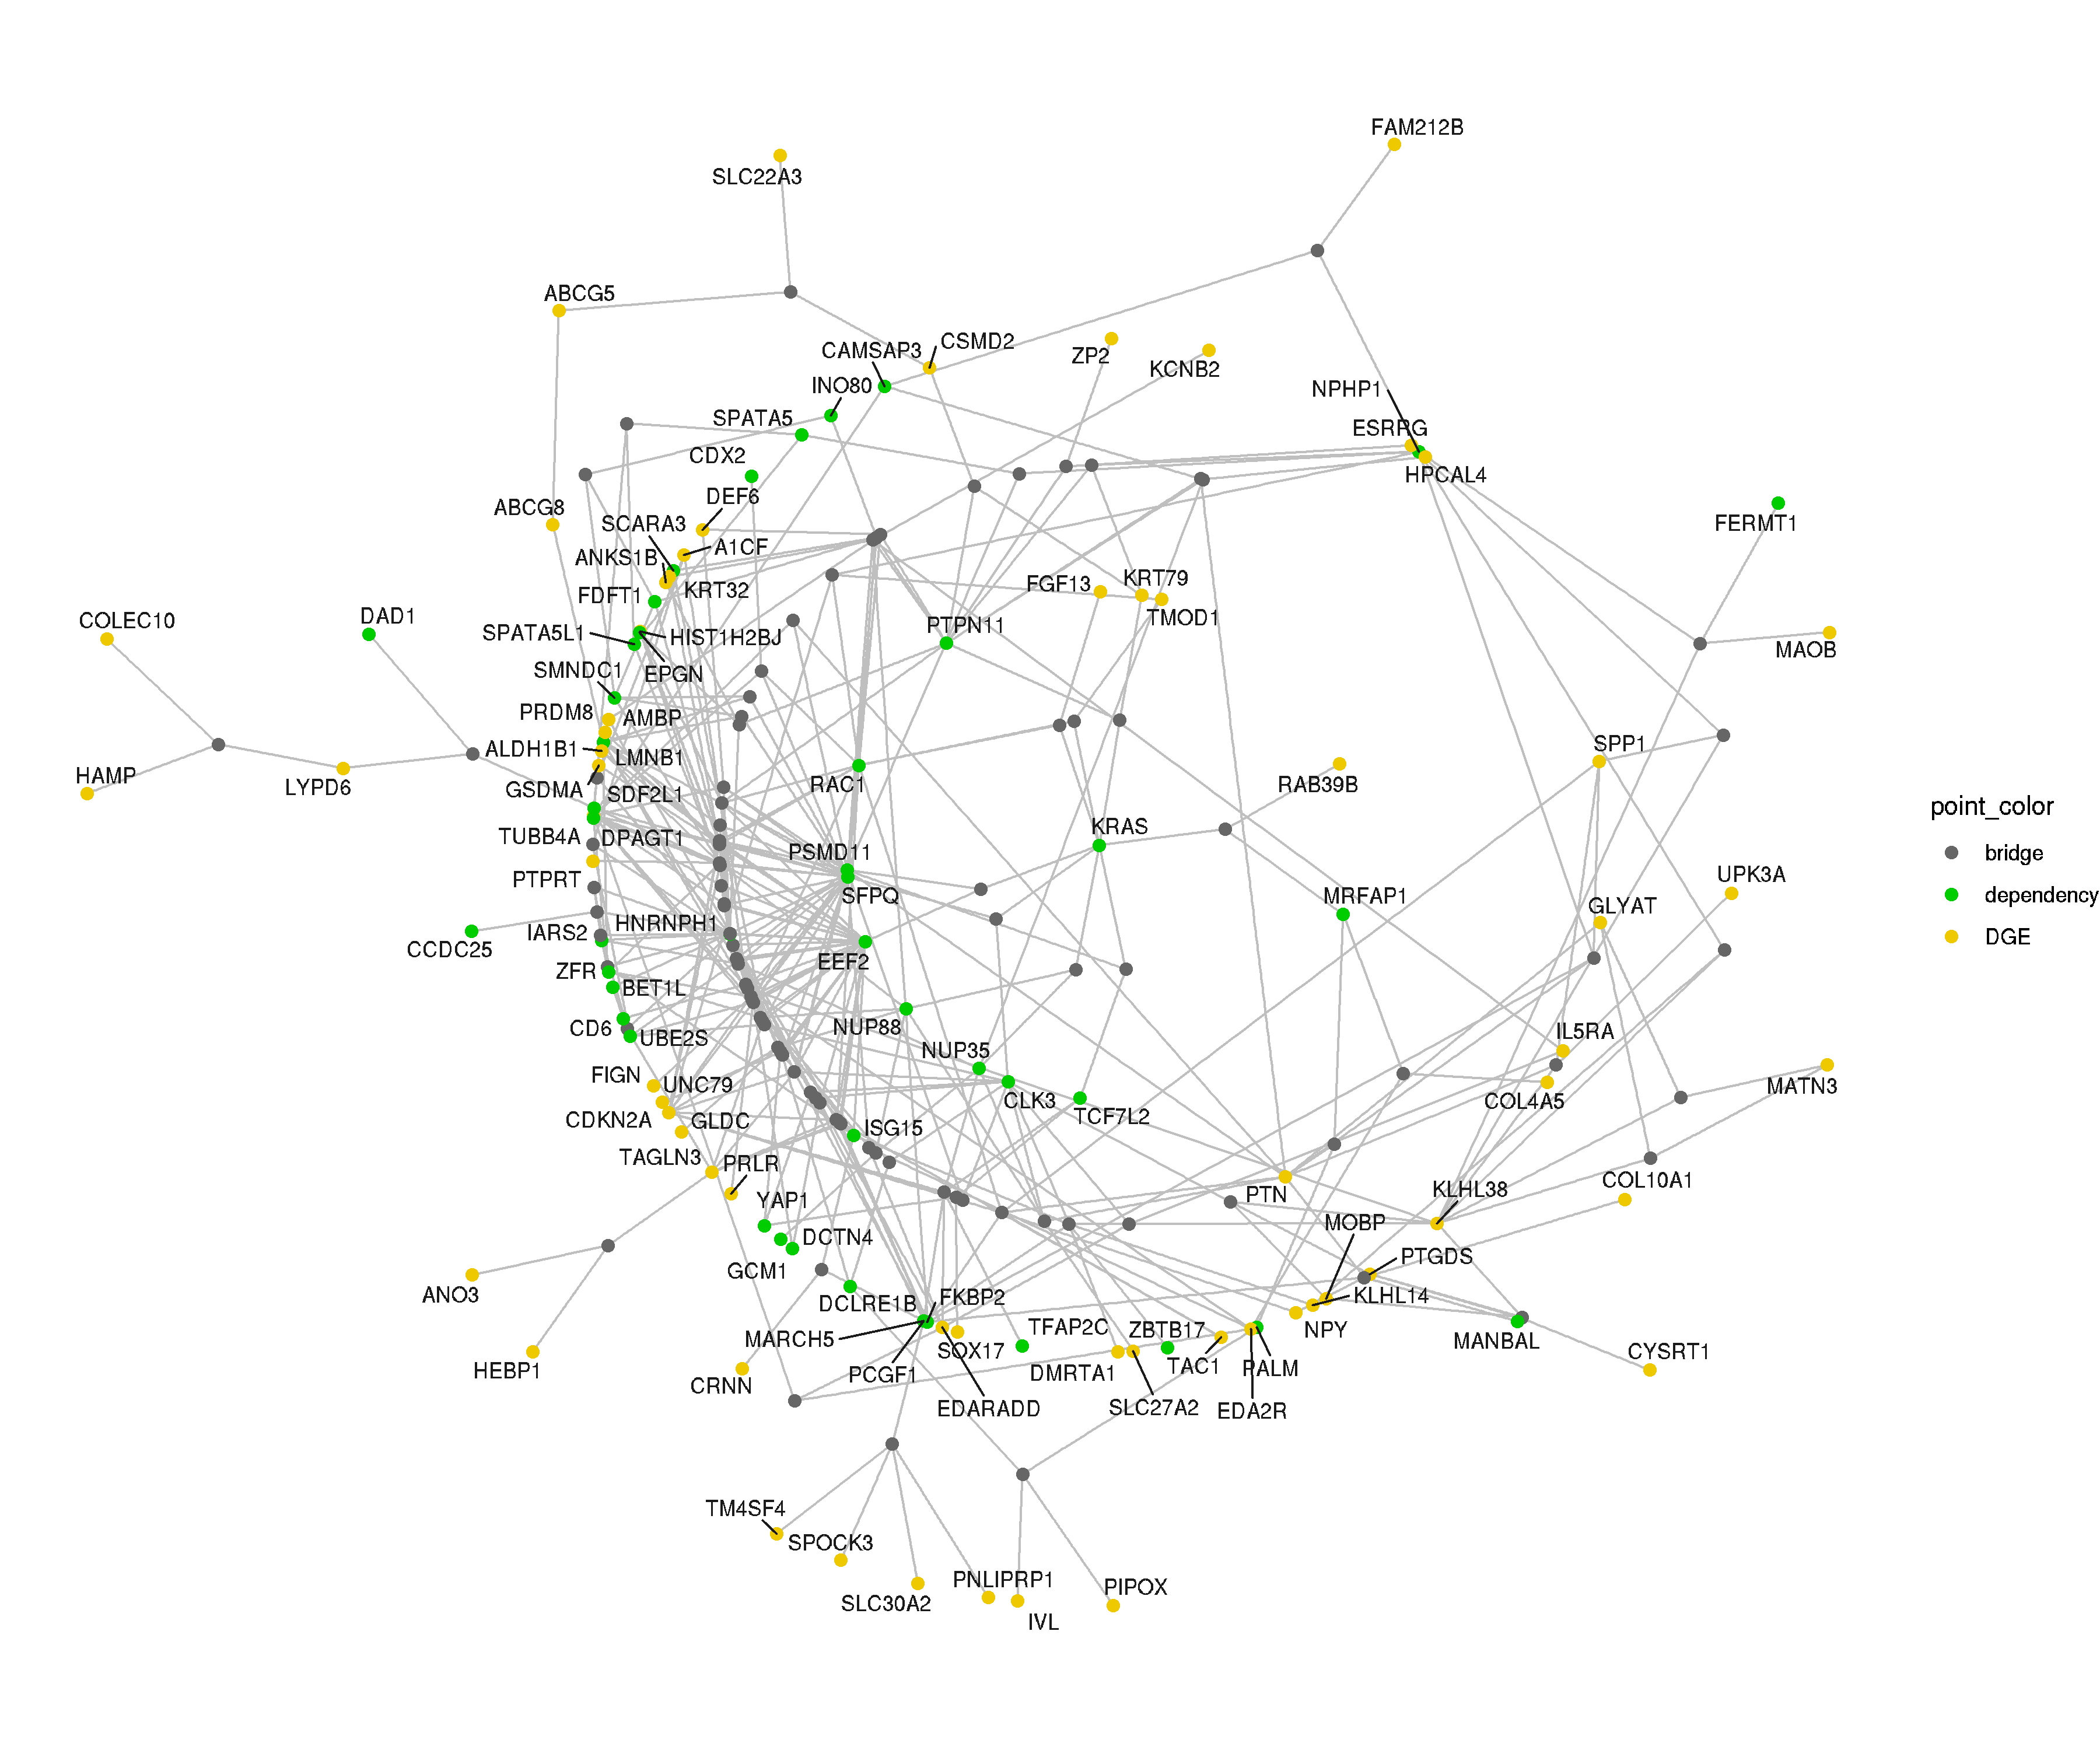 FAM212B
SLC22A3
ABCG5
CAMSAP3
CSMD2
ZP2
KCNB2
INO80
NPHP1
SPATA5
ESRRG
CDX2
HPCAL4
DEF6
ABCG8
SCARA3
FERMT1
A1CF
ANKS1B
KRT32
FDFT1
FGF13
KRT79
TMOD1
COLEC10
DAD1
SPATA5L1
HIST1H2BJ
PTPN11
MAOB
SMNDC1
EPGN
PRDM8
AMBP
ALDH1B1
LMNB1
SPP1
HAMP
LYPD6
GSDMA
SDF2L1
RAC1
RAB39B
point_color
bridge
dependency
DGE
TUBB4A
DPAGT1
KRAS
PSMD11
PTPRT
SFPQ
MRFAP1
UPK3A
GLYAT
CCDC25
IARS2
HNRNPH1
EEF2
ZFR
BET1L
CD6
UBE2S
NUP88
IL5RA
NUP35
FIGN
UNC79
CLK3
TCF7L2
COL4A5
MATN3
CDKN2A
GLDC
ISG15
TAGLN3
PRLR
YAP1
PTN
KLHL38
COL10A1
MOBP
DCTN4
PTGDS
GCM1
ANO3
DCLRE1B
FKBP2
KLHL14
MARCH5
TFAP2C
ZBTB17
NPY
MANBAL
SOX17
CYSRT1
HEBP1
CRNN
PCGF1
DMRTA1
TAC1
PALM
EDARADD
SLC27A2
EDA2R
TM4SF4
SPOCK3
PNLIPRP1
PIPOX
SLC30A2
IVL